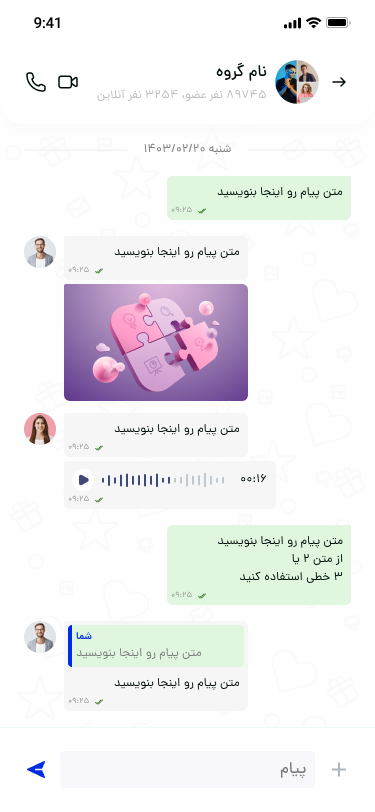 9:41
نام گروه
۸۹۷۴۵ نفر عضو، ۳۲۵۴ نفر آنلاین
شنبه ۱۴۰۳/۰۲/۲۰
متن پیام رو اینجا بنویسید
۰۹:۲۵
متن پیام رو اینجا بنویسید
۰۹:۲۵
متن پیام رو اینجا بنویسید
۰۹:۲۵
۰۰:۱۶
۰۹:۲۵
متن پیام رو اینجا بنویسید
از متن ۲ یا
۳ خطی استفاده کنید
۰۹:۲۵
شما
متن پیام رو اینجا بنویسید
متن پیام رو اینجا بنویسید
۰۹:۲۵
پیام